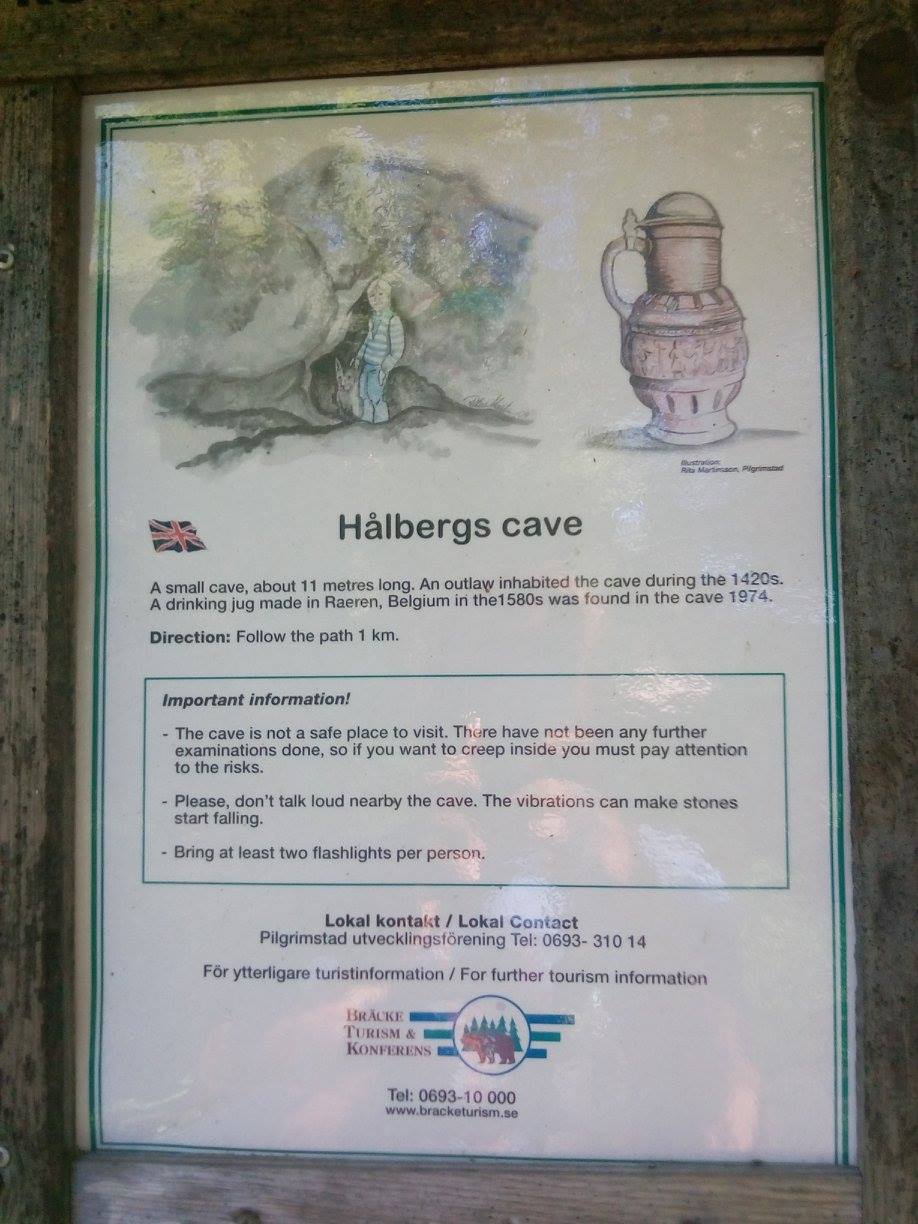 Illustration:
Rita Martinsson, Pilgrimstad
Hålbergs cave
A small cave, about 11 metres long. An outlaw inhabited the cave during the 1420s.
A drinking jug made in Raeren, Belgium in the1580s was found in the cave 1974.
Direction: Follow the path 1 km.
Important information!
- The cave is not a safe place to visit. There have not been any further
examinations done, so if you want to creep inside you must pay attention
to the risks.
- Please, don't talk loud nearby the cave. The vibrations can make stones
start falling.
- Bring at least two flashlights per person.
Lokal kontakt / Lokal Contact
Pilgrimstad utvecklingsförening Tel: 0693- 310 14
För ytterligare turistinformation / For further tourism information
BRÄCKE
TURISM &
KONFERENS
Tel: 0693-10 000
www.bracketurism.se